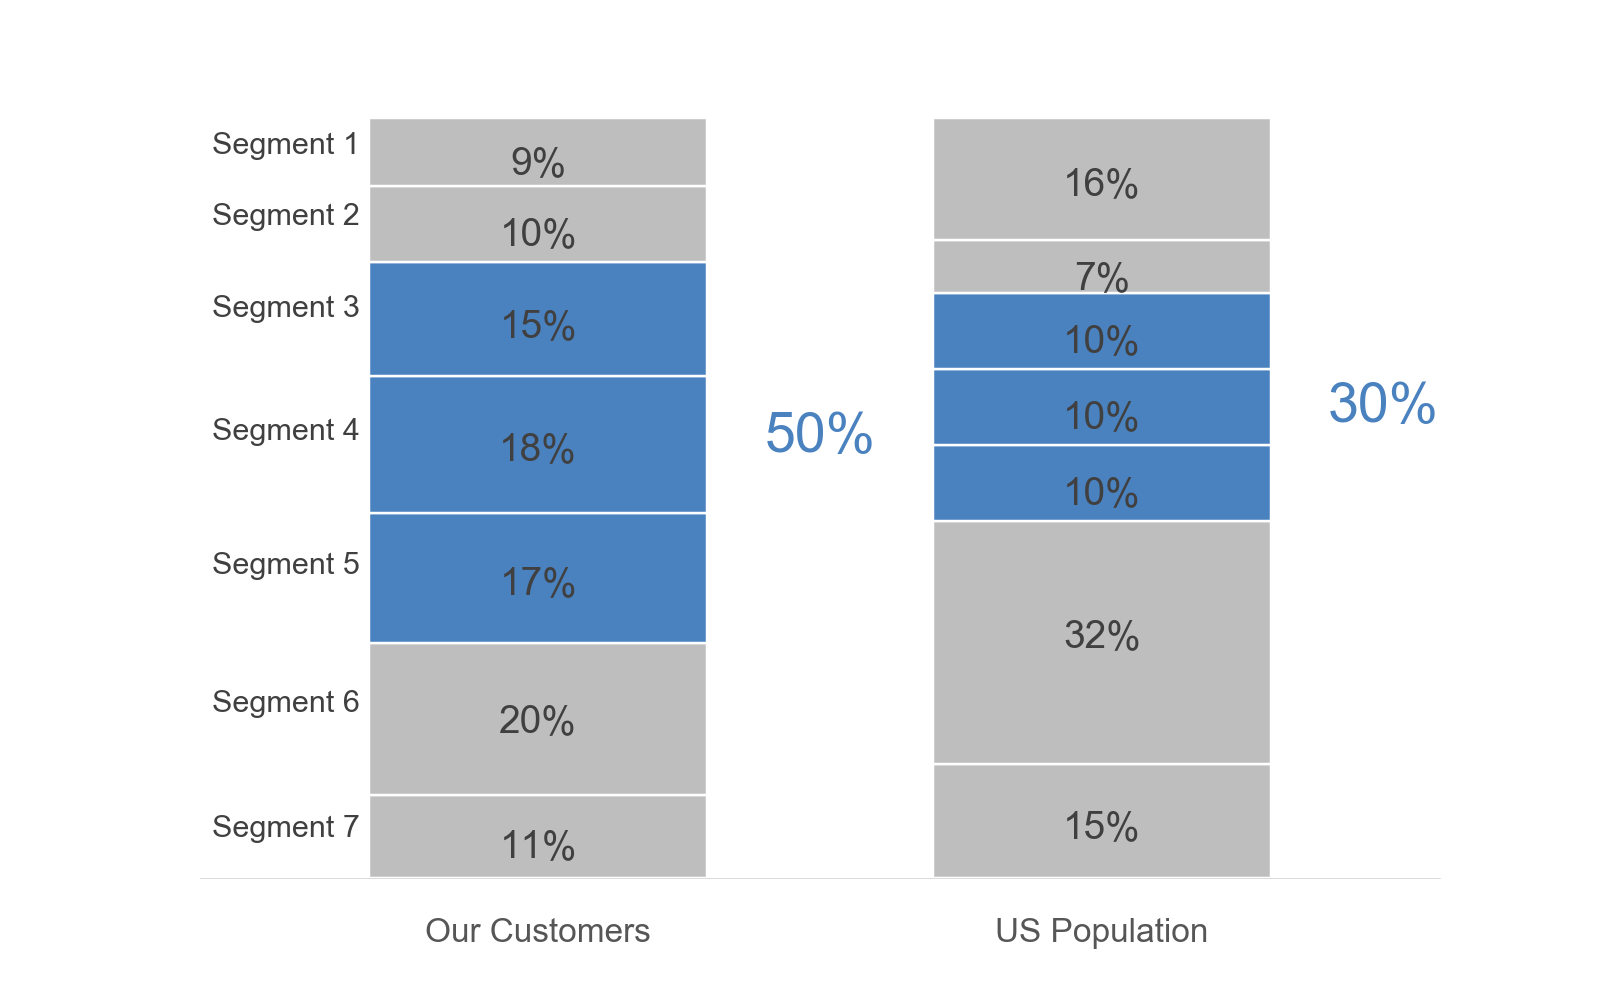 Segment 1
9%
16%
Segment 2
10%
7%
Segment 3
15%
10%
Segment 4
18%
50%
10%
30%
Segment 5
17%
10%
Segment 6
20%
32%
Segment 7
11%
15%
Our Customers
US Population